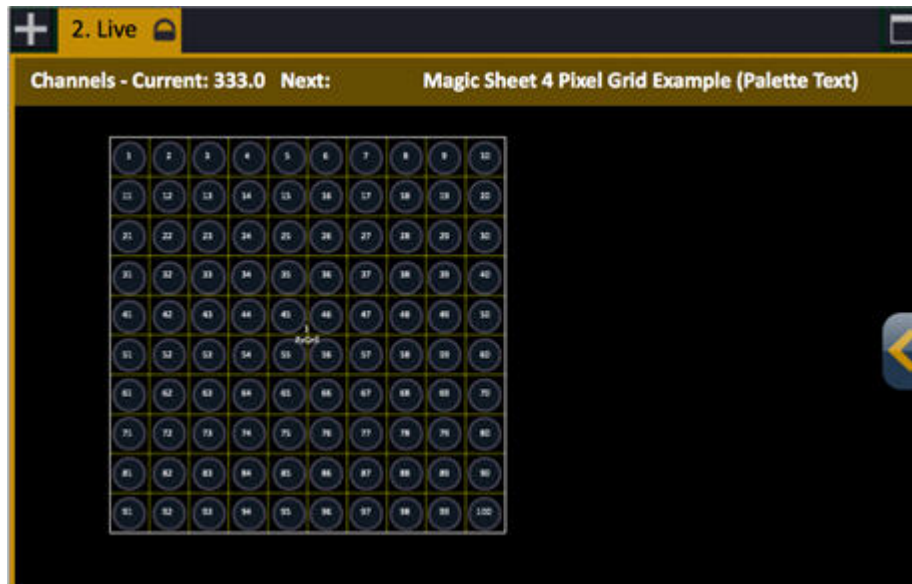 2. Live
Channels - Current: 333.0 Next: Magic Sheet 4 Pixel Grid Example (Palette Text)
1 2 3 4 5 6 7 8 9 10
11 12 13 14 15 16 17 18 19 20
21 22 23 24 25 26 27 28 29 30
31 32 33 34 35 36 37 38 39 40
41 42 43 44 45 46 47 48 49 50
1
51 52 53 54 55 56 57 58 59 60
61 62 63 64 65 66 67 68 69 70
71 72 73 74 75 76 77 78 79 80
81 82 83 84 85 86 87 88 89 90
91 92 93 94 95 96 97 98 99 100